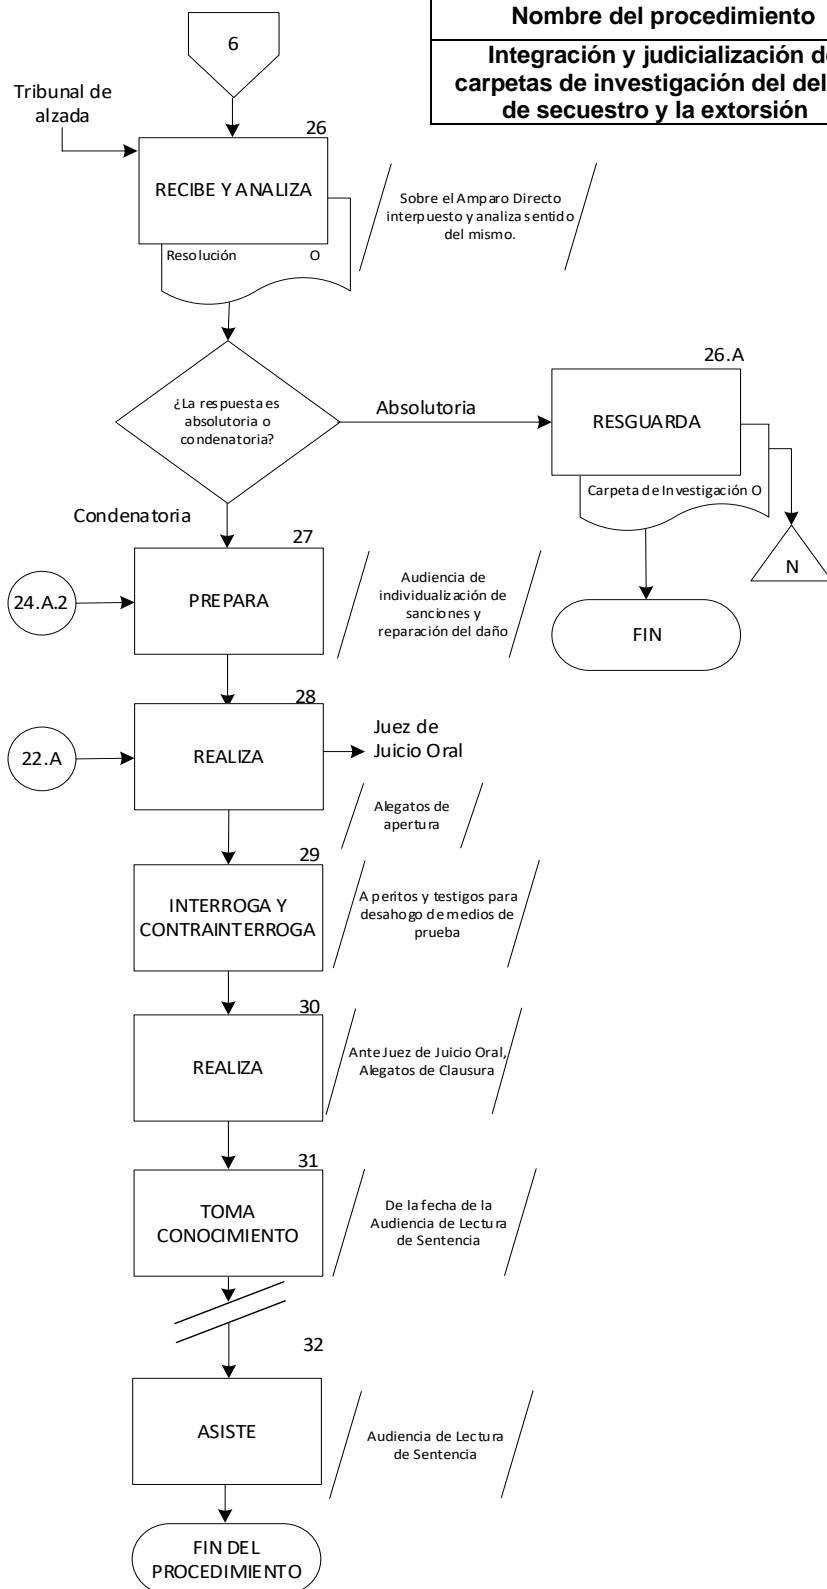 Nombre del procedimiento
Integración y judicialización de
carpetas de investigación del del
de secuestro y la extorsión
6
Tribunal de
alzada
26
RECIBE Y ANALIZA
Resolución O
Sobre el Amparo Directo
interpuesto y analiza sentido
del mismo.
¿La respuesta es
absolutoria o
condenatoria?
Absolutoria
26.A
RESGUARDA
Carpeta de Investigación O
N
FIN
Condenatoria
27
24.A.2
PREPARA
Audiencia de
individualización de
sanciones y
reparación del daño
28
22.A
REALIZA
Juez de
Juicio Oral
Alegatos de
apertura
29
INTERROGA Y
CONTRAINTERROGA
A peritos y testigos para
desahogo de medios de
prueba
30
REALIZA
Ante Juez de Juicio Oral,
Alegatos de Clausura
31
TOMA
CONOCIMIENTO
De la fecha de la
Audiencia de Lectura
de Sentencia
32
ASISTE
Audiencia de Lectura
de Sentencia
FIN DEL
PROCEDIMIENTO